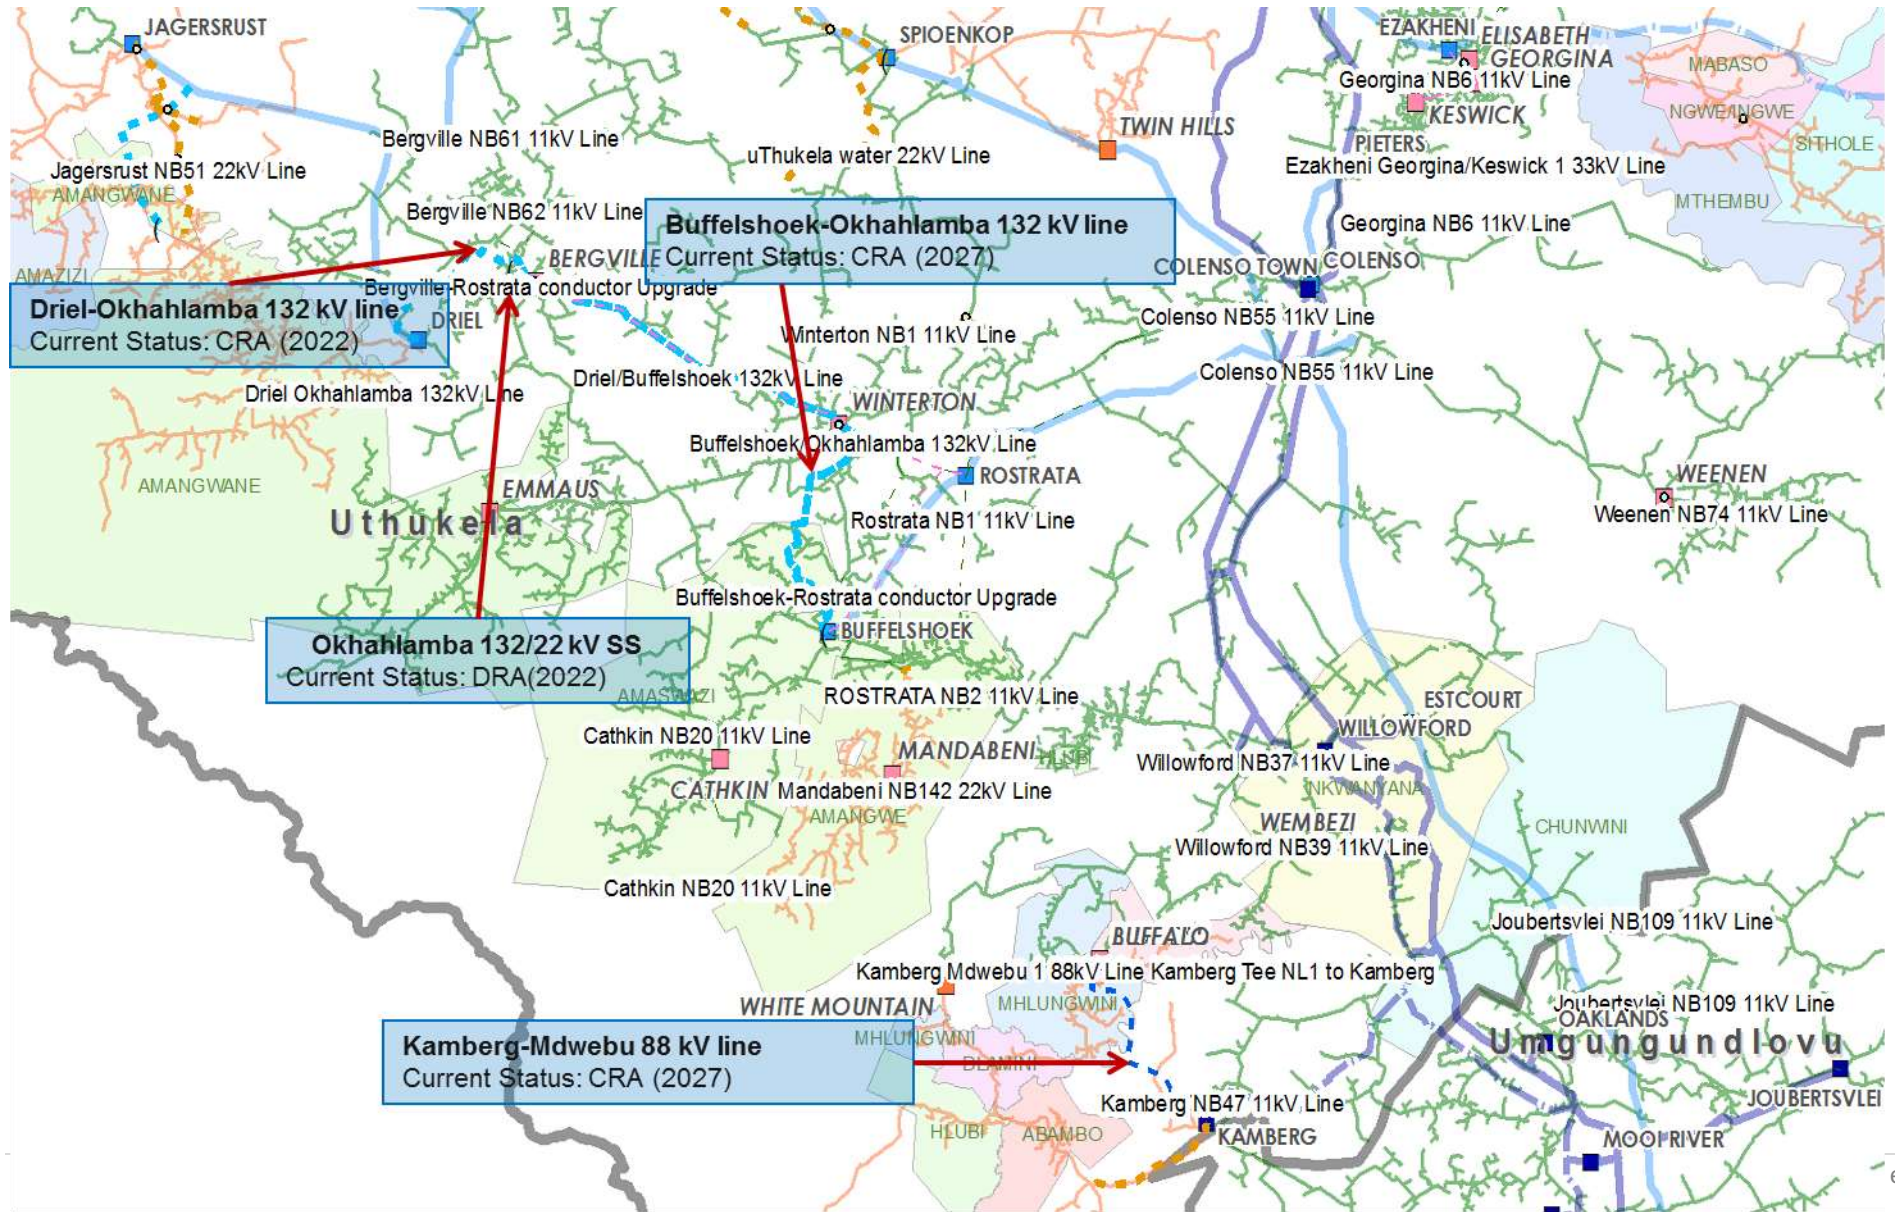 JAGERSRUST
SPIOENKOP
EZAKHENI
ELISABETH
GEORGINA
MABASO
Georgina NB6 11kV Line
KESWICK
NGWE/INGWE
TWIN HILLS
Bergville NB61 11kV Line
PIETERS
SITHOLE
uThukela water 22kV Line
Jagersrust NB51 22kV Line
Ezakheni Georgina/Keswick 1 33kV Line
AMANGWANE
MTHEMBU
Bergville NB62 11kV Line
Buffelshoek-Okhahlamba 132 kV line
Current Status: CRA (2027)
Georgina NB6 11kV Line
BERGVILLE
COLENSO TOWN
COLENSO
AMAZIZI
Bergville-Rostrata conductor Upgrade
Driel-Okhahlamba 132 kV line
Current Status: CRA (2022)
DRIEL
Colenso NB55 11kV Line
Winterton NB1 11kV Line
Colenso NB55 11kV Line
Driel/Buffelshoek 132kV Line
Driel Okhahlamba 132kV Line
WINTERTON
Buffelshoek/Okhahlamba 132kV Line
ROSTRATA
WEENEN
AMANGWANE
EMMAUS
Uthukela
Rostrata NB1 11kV Line
Weenen NB74 11kV Line
Buffelshoek-Rostrata conductor Upgrade
BUFFELSHOEK
Okhahlamba 132/22 kV SS
Current Status: DRA(2022)
AMASWAZI
ROSTRATA NB2 11kV Line
ESTCOURT
WILLOWFORD
Cathkin NB20 11kV Line
MANDABENI
HLUBI
Willowford NB37 11kV Line
CATHKIN
Mandabeni NB142 22kV Line
NKWANYANA
AMANGWE
WEMBEZI
CHUNWINI
Willowford NB39 11kV Line
Cathkin NB20 11kV Line
Joubertsvlei NB109 11kV Line
BUFFALO
Kamberg Mdwebu 1 88kV Line Kamberg Tee NL1 to Kamberg
WHITE MOUNTAIN
MHLUNGWINI
Joubertsvlei NB109 11kV Line
OAKLANDS
MHLUNGWINI
Umgungundlovu
Kamberg-Mdwebu 88 kV line
Current Status: CRA (2027)
DLAMINI
JOUBERTSVLEI
Kamberg NB47 11kV Line
HLUBI
ABAMBO
KAMBERG
MOOI RIVER